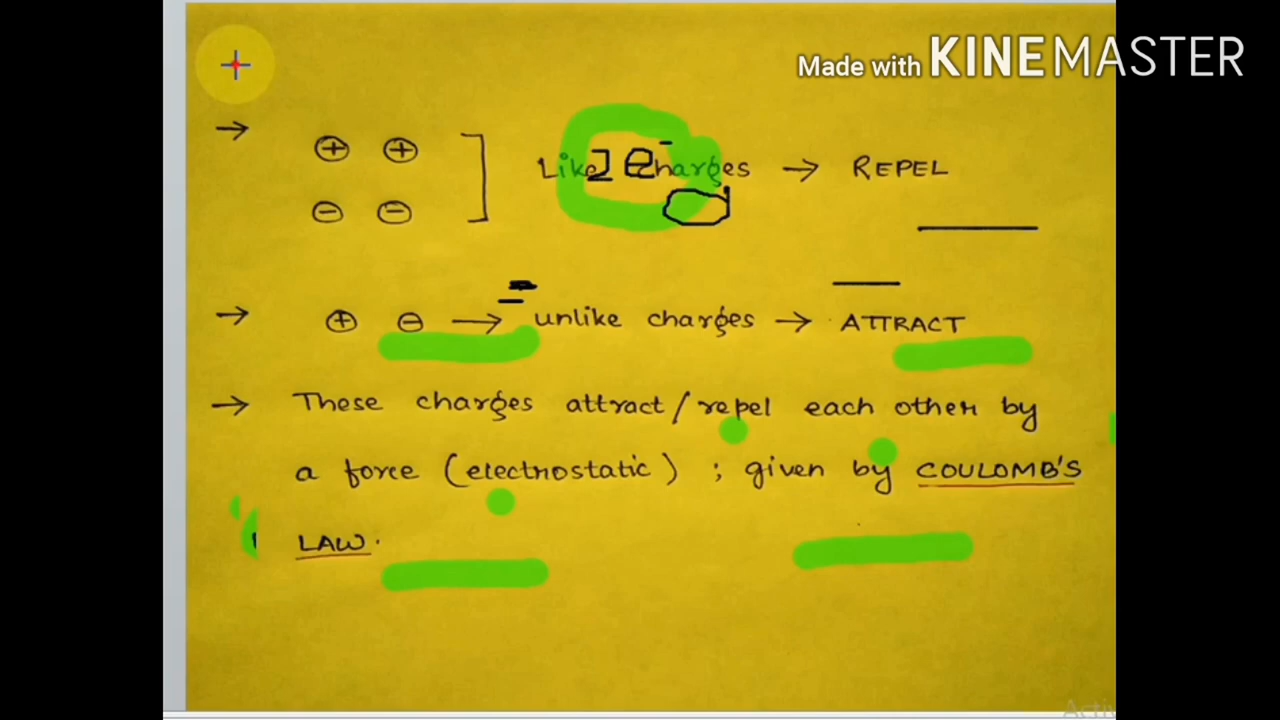 Made with KINEMASTER
→ ⊕ ⊕ ⊖ ⊖ ] Like charges → REPEL
2e⁻
→ ⊕ ⊖ → unlike charges → ATTRACT
→ These charges attract/repel each other by
a force (electrostatic) ; given by COULOMB'S
LAW.